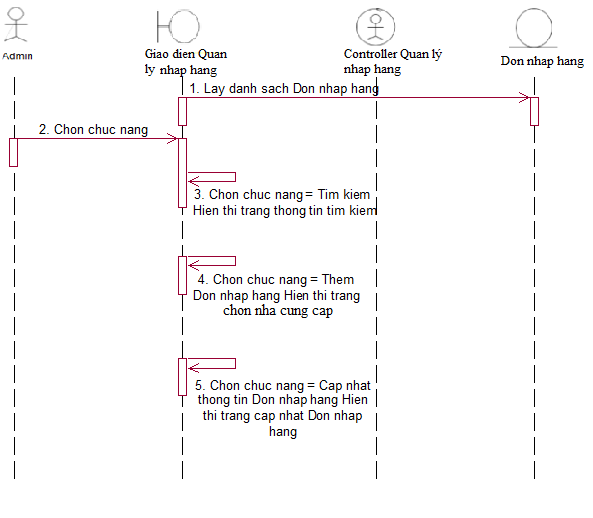 Admin
Giao dien Quan
ly nhap hang
Controller Quan lý
nhap hang
Don nhap hang
1. Lay danh sach Don nhap hang
2. Chon chuc nang
3. Chon chuc nang = Tim kiem
Hien thi trang thong tin tim kiem
4. Chon chuc nang = Them
Don nhap hang Hien thi trang
chon nha cung cap
5. Chon chuc nang = Cap nhat
thong tin Don nhap hang Hien
thi trang cap nhat Don nhap
hang